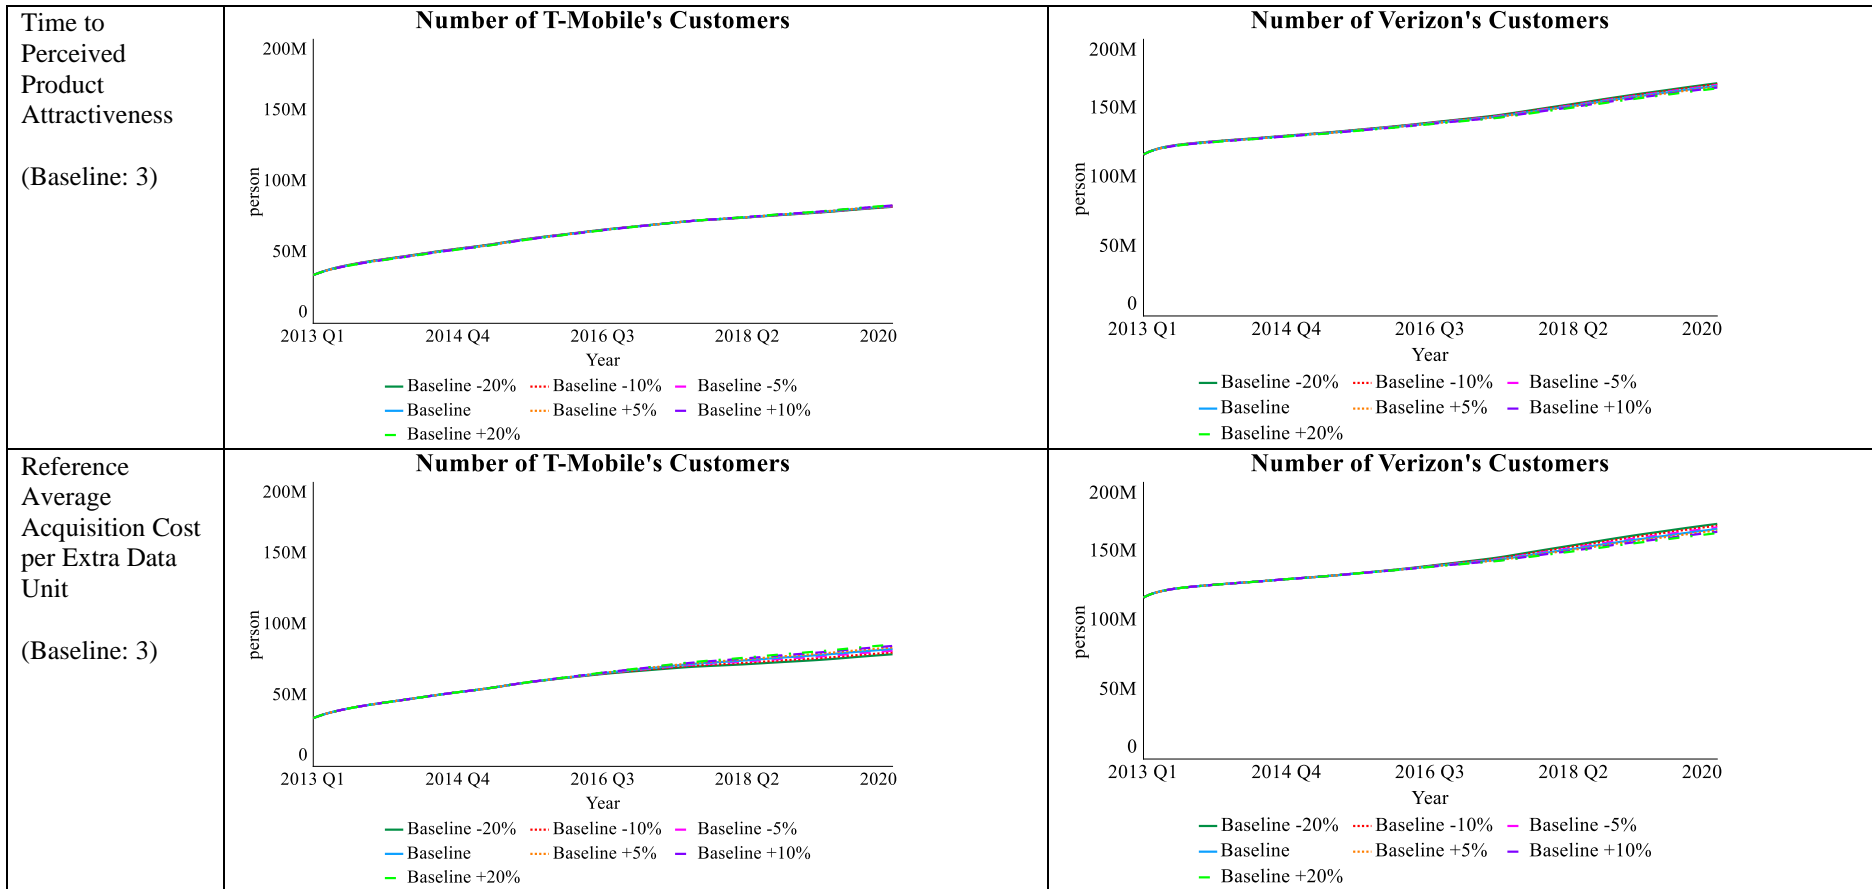 Time to
Perceived
Product
Attractiveness
(Baseline: 3)
Number of T-Mobile's Customers
200M
150M
100M
50M
0
person
2013 Q1 2014 Q4 2016 Q3 2018 Q2 2020
Year
Baseline -20% Baseline -10% Baseline -5%
Baseline Baseline +5% Baseline +10%
Baseline +20%
Number of Verizon's Customers
200M
150M
100M
50M
0
person
2013 Q1 2014 Q4 2016 Q3 2018 Q2 2020
Year
Baseline -20% Baseline -10% Baseline -5%
Baseline Baseline +5% Baseline +10%
Baseline +20%
Reference
Average
Acquisition Cost
per Extra Data
Unit
(Baseline: 3)
Number of T-Mobile's Customers
200M
150M
100M
50M
0
person
2013 Q1 2014 Q4 2016 Q3 2018 Q2 2020
Year
Baseline -20% Baseline -10% Baseline -5%
Baseline Baseline +5% Baseline +10%
Baseline +20%
Number of Verizon's Customers
200M
150M
100M
50M
0
person
2013 Q1 2014 Q4 2016 Q3 2018 Q2 2020
Year
Baseline -20% Baseline -10% Baseline -5%
Baseline Baseline +5% Baseline +10%
Baseline +20%